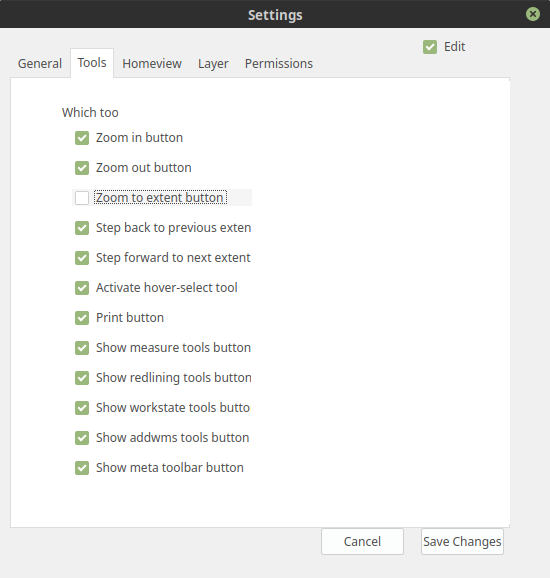 Settings
Edit
General Tools Homeview Layer Permissions
Which too
Zoom in button
Zoom out button
Zoom to extent button
Step back to previous exten
Step forward to next extent
Activate hover-select tool
Print button
Show measure tools button
Show redlining tools button
Show workstate tools butto
Show addwms tools button
Show meta toolbar button
Cancel Save Changes